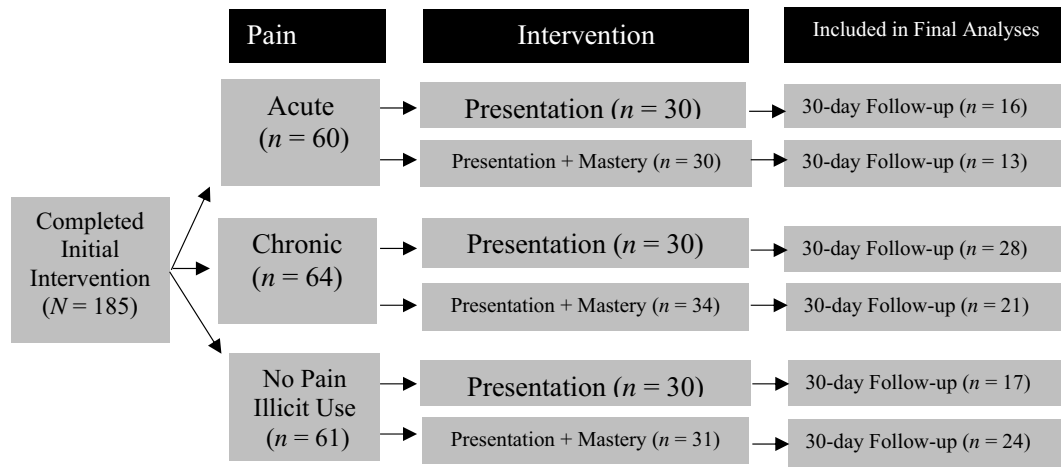 Pain
Intervention
Included in Final Analyses
Completed
Initial
Intervention
(N = 185)
Acute
(n = 60)
Presentation (n = 30)
30-day Follow-up (n = 16)
Presentation + Mastery (n = 30)
30-day Follow-up (n = 13)
Chronic
(n = 64)
Presentation (n = 30)
30-day Follow-up (n = 28)
Presentation + Mastery (n = 34)
30-day Follow-up (n = 21)
No Pain
Illicit Use
(n = 61)
Presentation (n = 30)
30-day Follow-up (n = 17)
Presentation + Mastery (n = 31)
30-day Follow-up (n = 24)